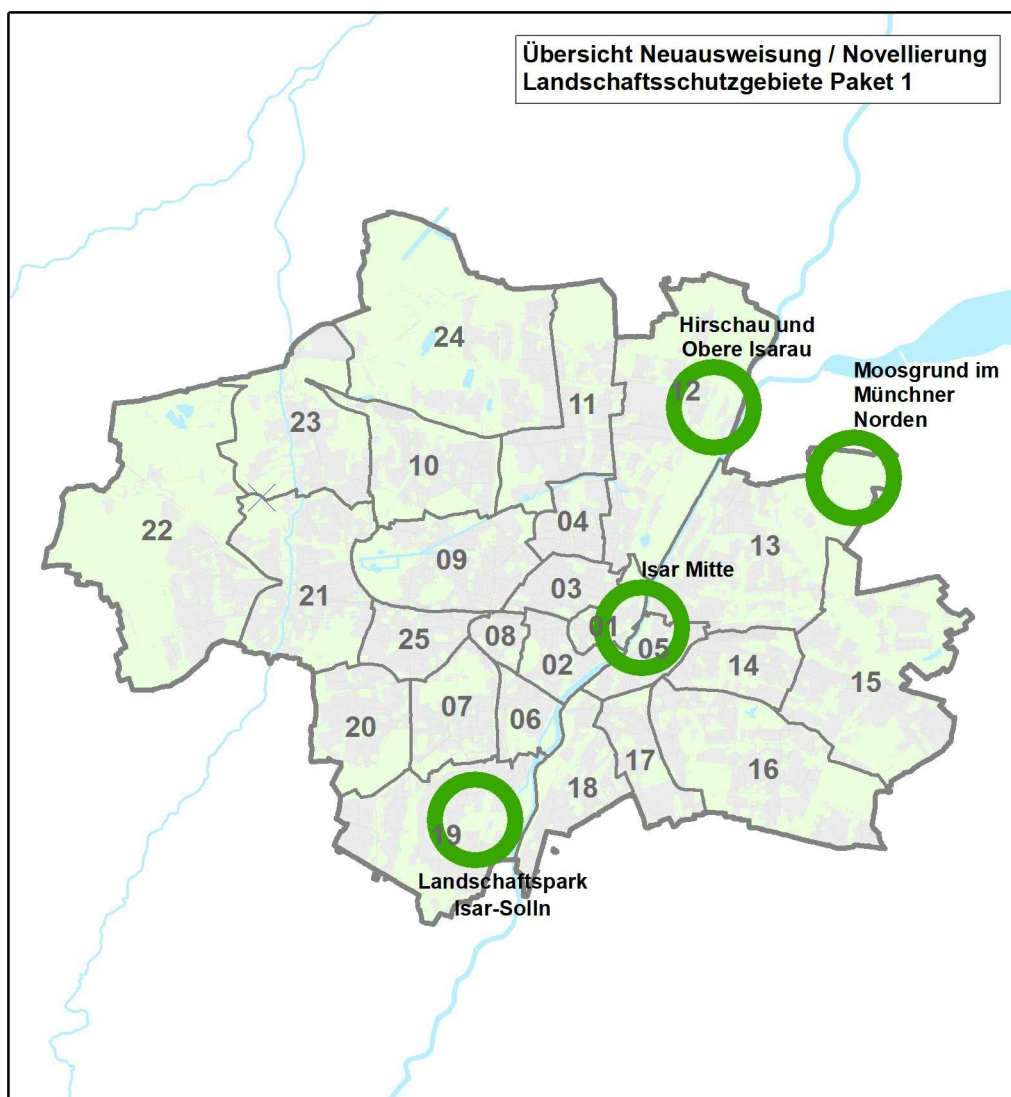 Übersicht Neuausweisung / Novellierung
Landschaftsschutzgebiete Paket 1
Hirschau und
Obere Isarau
Moosgrund im
Münchner
Norden
24
12
11
23
10
22
04
13
09
03
Isar Mitte
21
01
08
25
02
05
14
15
07
20
06
17
16
18
19
Landschaftspark
Isar-Solln